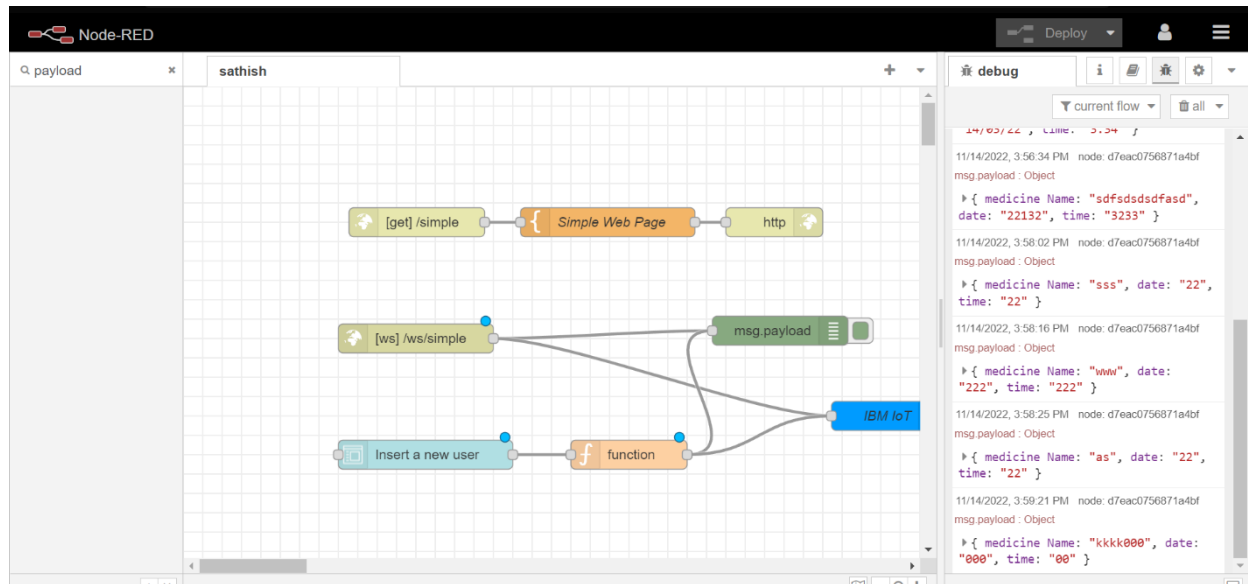 Node-RED
Deploy
payload
sathish
debug
i
current flow
all
14/03/22", time: "3.34" }
11/14/2022, 3:56:34 PM node: d7eac0756871a4bf
msg.payload : Object
{ medicine Name: "sdfsdsdsdfasd",
date: "22132", time: "3233" }
11/14/2022, 3:58:02 PM node: d7eac0756871a4bf
msg.payload : Object
{ medicine Name: "sss", date: "22",
time: "22" }
11/14/2022, 3:58:16 PM node: d7eac0756871a4bf
msg.payload : Object
{ medicine Name: "www", date:
"222", time: "222" }
11/14/2022, 3:58:25 PM node: d7eac0756871a4bf
msg.payload : Object
{ medicine Name: "as", date: "22",
time: "22" }
11/14/2022, 3:59:21 PM node: d7eac0756871a4bf
msg.payload : Object
{ medicine Name: "kkkk000", date:
"000", time: "00" }
[get] /simple
Simple Web Page
http
[ws] /ws/simple
msg.payload
IBM IoT
Insert a new user
function